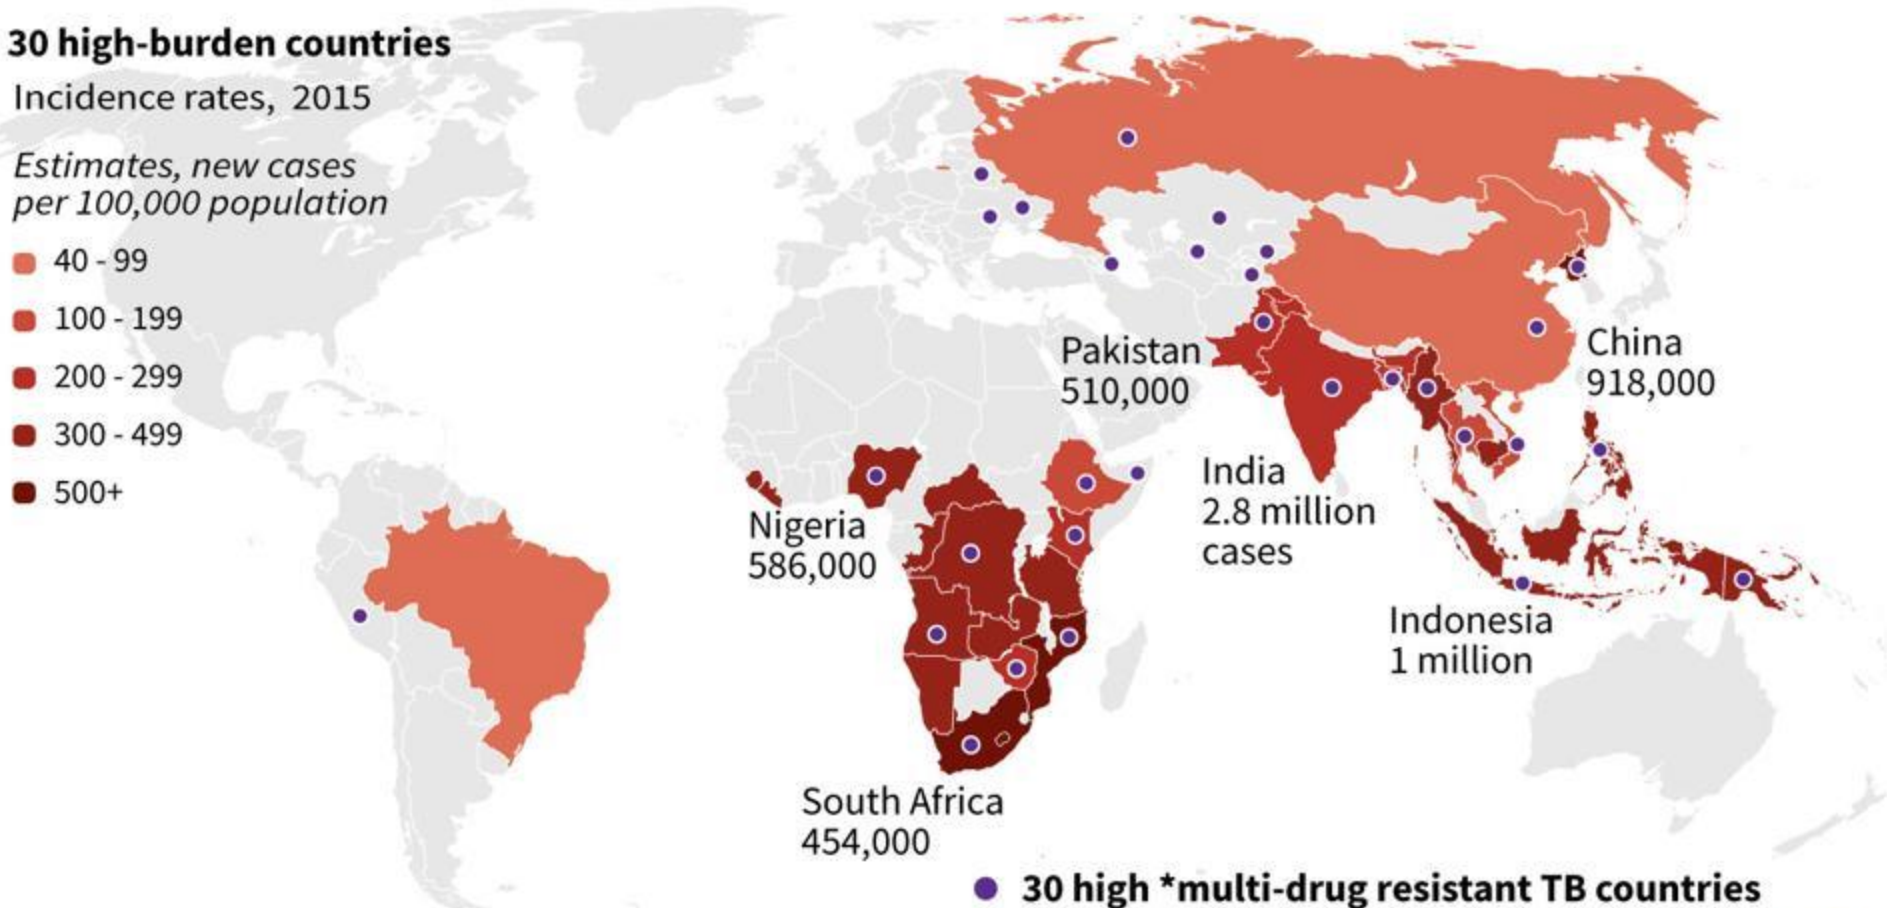 30 high-burden countries
Incidence rates, 2015
Estimates, new cases
per 100,000 population
40 - 99
100 - 199
200 - 299
300 - 499
500+
Pakistan
510,000
China
918,000
India
2.8 million
cases
Nigeria
586,000
Indonesia
1 million
South Africa
454,000
30 high *multi-drug resistant TB countries